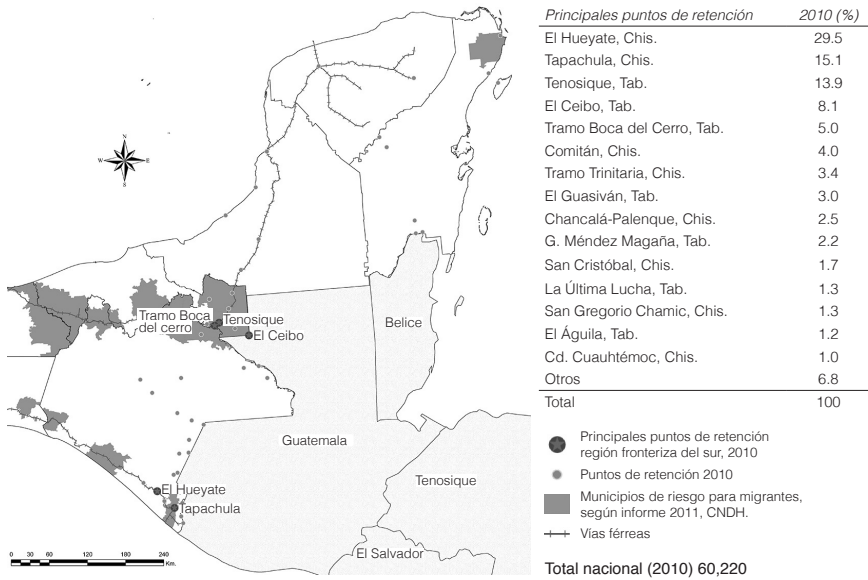 Principales puntos de retención 2010 (%)
El Hueyate, Chis. 29.5
Tapachula, Chis. 15.1
Tenosique, Tab. 13.9
El Ceibo, Tab. 8.1
Tramo Boca del Cerro, Tab. 5.0
Comitán, Chis. 4.0
Tramo Trinitaria, Chis. 3.4
El Guasiván, Tab. 3.0
Chancalá-Palenque, Chis. 2.5
G. Méndez Magaña, Tab. 2.2
San Cristóbal, Chis. 1.7
La Última Lucha, Tab. 1.3
San Gregorio Chamic, Chis. 1.3
El Águila, Tab. 1.2
Cd. Cuauhtémoc, Chis. 1.0
Otros 6.8
Total 100
N
W E
S
Tramo Boca
del cerro
Tenosique
El Ceibo
Belice
Guatemala
Tenosique
El Hueyate
Tapachula
El Salvador
0 15 30 60 120 180 240
Km.
Principales puntos de retención
región fronteriza del sur, 2010
Puntos de retención 2010
Municipios de riesgo para migrantes,
según informe 2011, CNDH.
Vías férreas
Total nacional (2010) 60,220